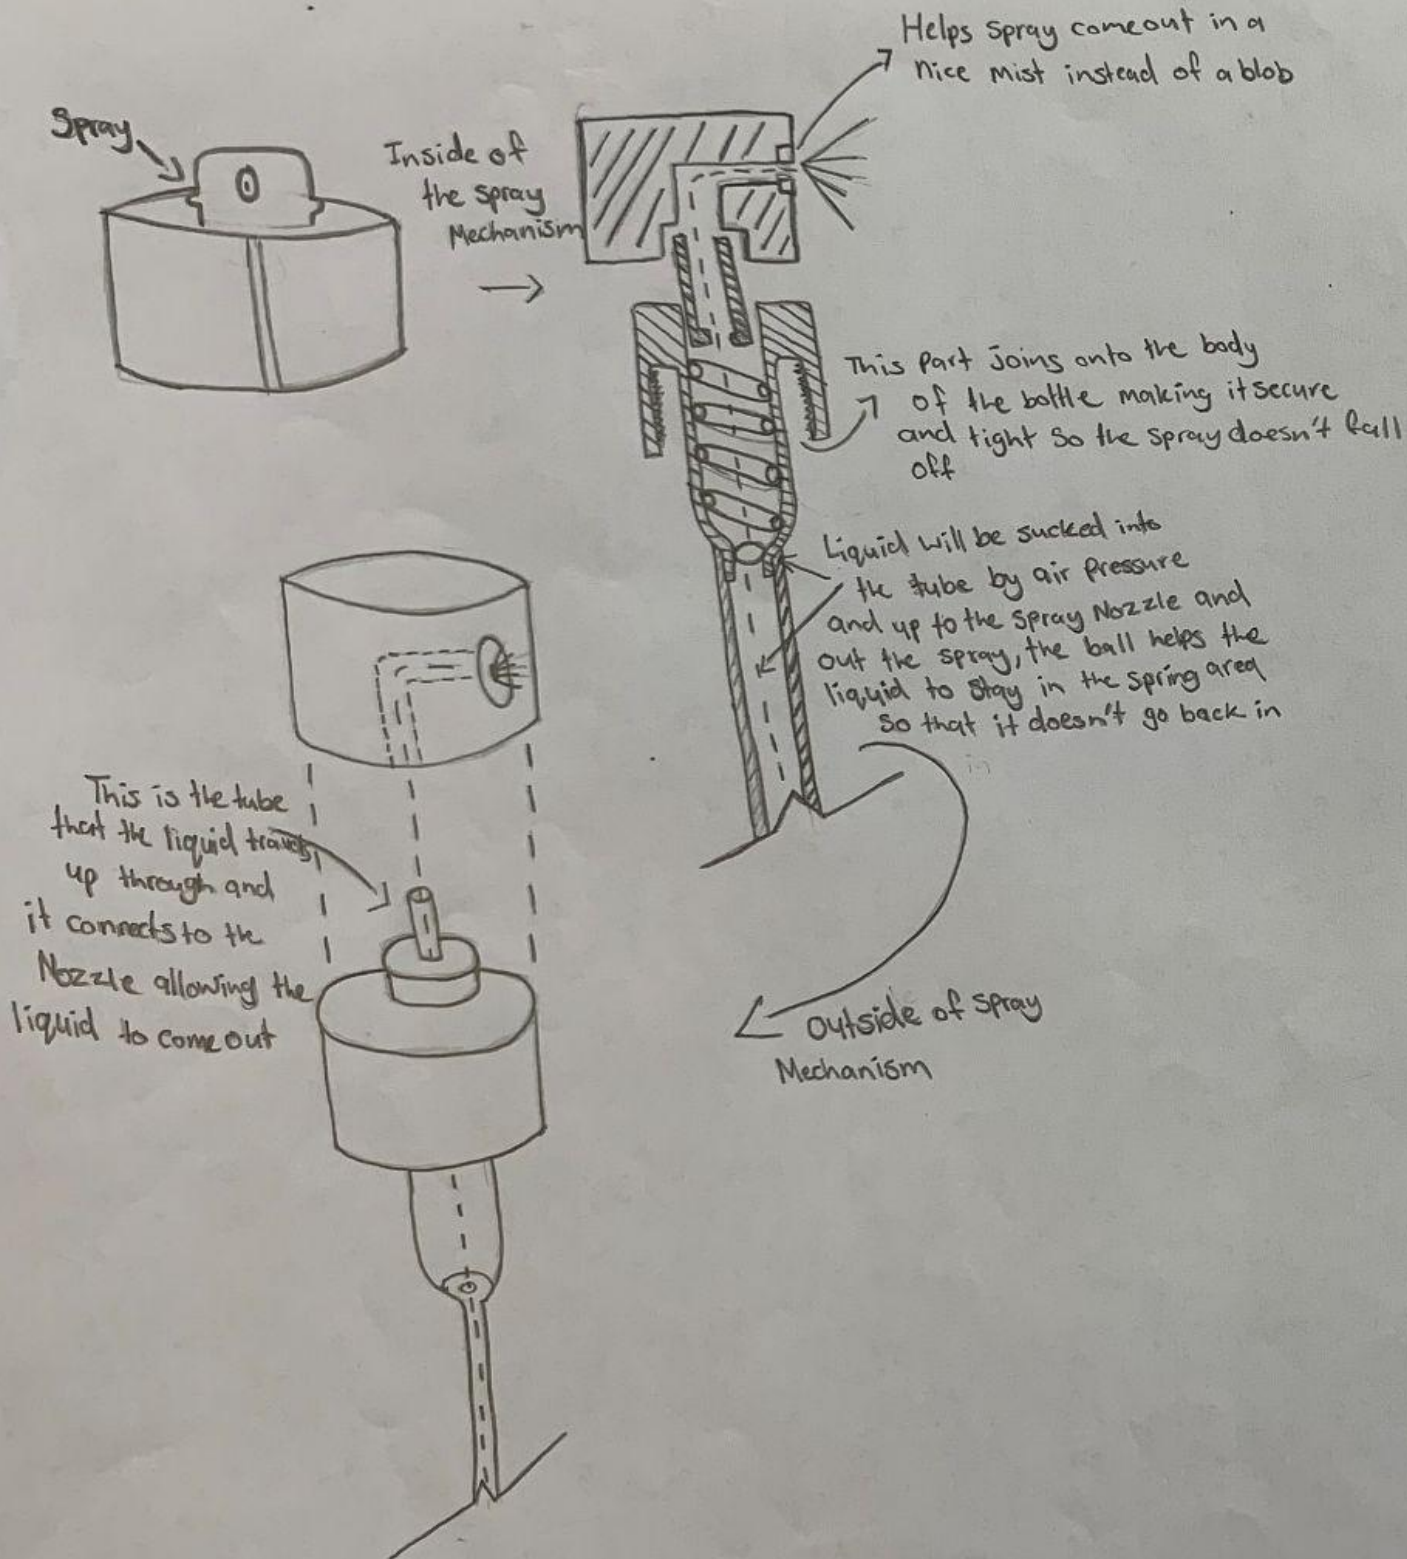 Helps Spray comeout in a
nice mist instead of a blob
Spray
Inside of
the spray
Mechanism
This Part joins onto the body
of the bottle making it secure
and tight so the spray doesn't fall
off
Liquid will be sucked into
the tube by air pressure
and up to the Spray Nozzle and
out the spray, the ball helps the
liquid to stay in the spring area
so that it doesn't go back in
in
This is the tube
that the liquid travels
up through and
it connects to the
Nozzle allowing the
liquid to come out
Outside of spray
Mechanism